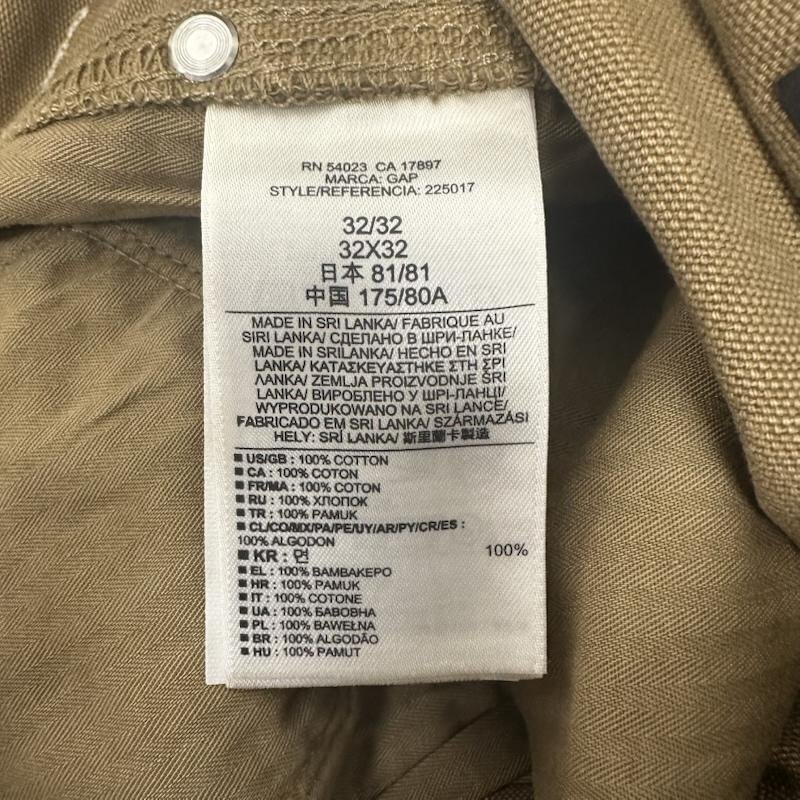 RN 54023 CA 17897
MARCA: GAP
STYLE/REFERENCIA: 225017
32/32
32X32
日本 81/81
中国 175/80A
MADE IN SRI LANKA/ FABRIQUE AU
SIRI LANKA/ СДЕЛАНО В ШРИ-ЛАНКЕ/
MADE IN SRILANKA/ HECHO EN SRI
LANKA/ ΚΑΤΑΣΚΕΥΑΣΤΗΚΕ ΣΤΗ ΣΡΙ
ΛΑΝΚΑ/ ZEMLJA PROIZVODNJE SRI
LANKA/ ВИРОБЛЕНО У ШРІ-ЛАНЦІ/
WYPRODUKOWANO NA SRI LANCE/
FABRICADO EM SRI LANKA/ SZÁRMAZÁSI
HELY: SRÍ LANKA/ 斯里蘭卡製造
■ US/GB : 100% COTTON
■ CA : 100% COTON
■ FR/MA : 100% COTON
■ RU : 100% ХЛОПОК
■ TR : 100% PAMUK
■ CL/CO/MX/PA/PE/UY/AR/PY/CR/ES :
100% ALGODON
■ KR : 면 100%
■ EL : 100% ΒΑΜΒΑΚΕΡΟ
■ HR : 100% PAMUK
■ IT : 100% COTONE
■ UA : 100% БАВОВНА
■ PL : 100% BAWEŁNA
■ BR : 100% ALGODÃO
■ HU : 100% PAMUT